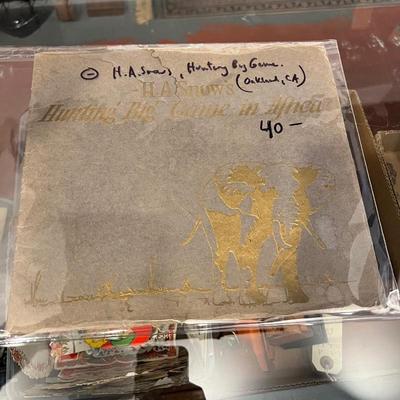 ⊖ H.A. Snow's, Hunting Big Game.
(Oakland, CA)
H.A. Snow's
Hunting Big Game in Africa
40-